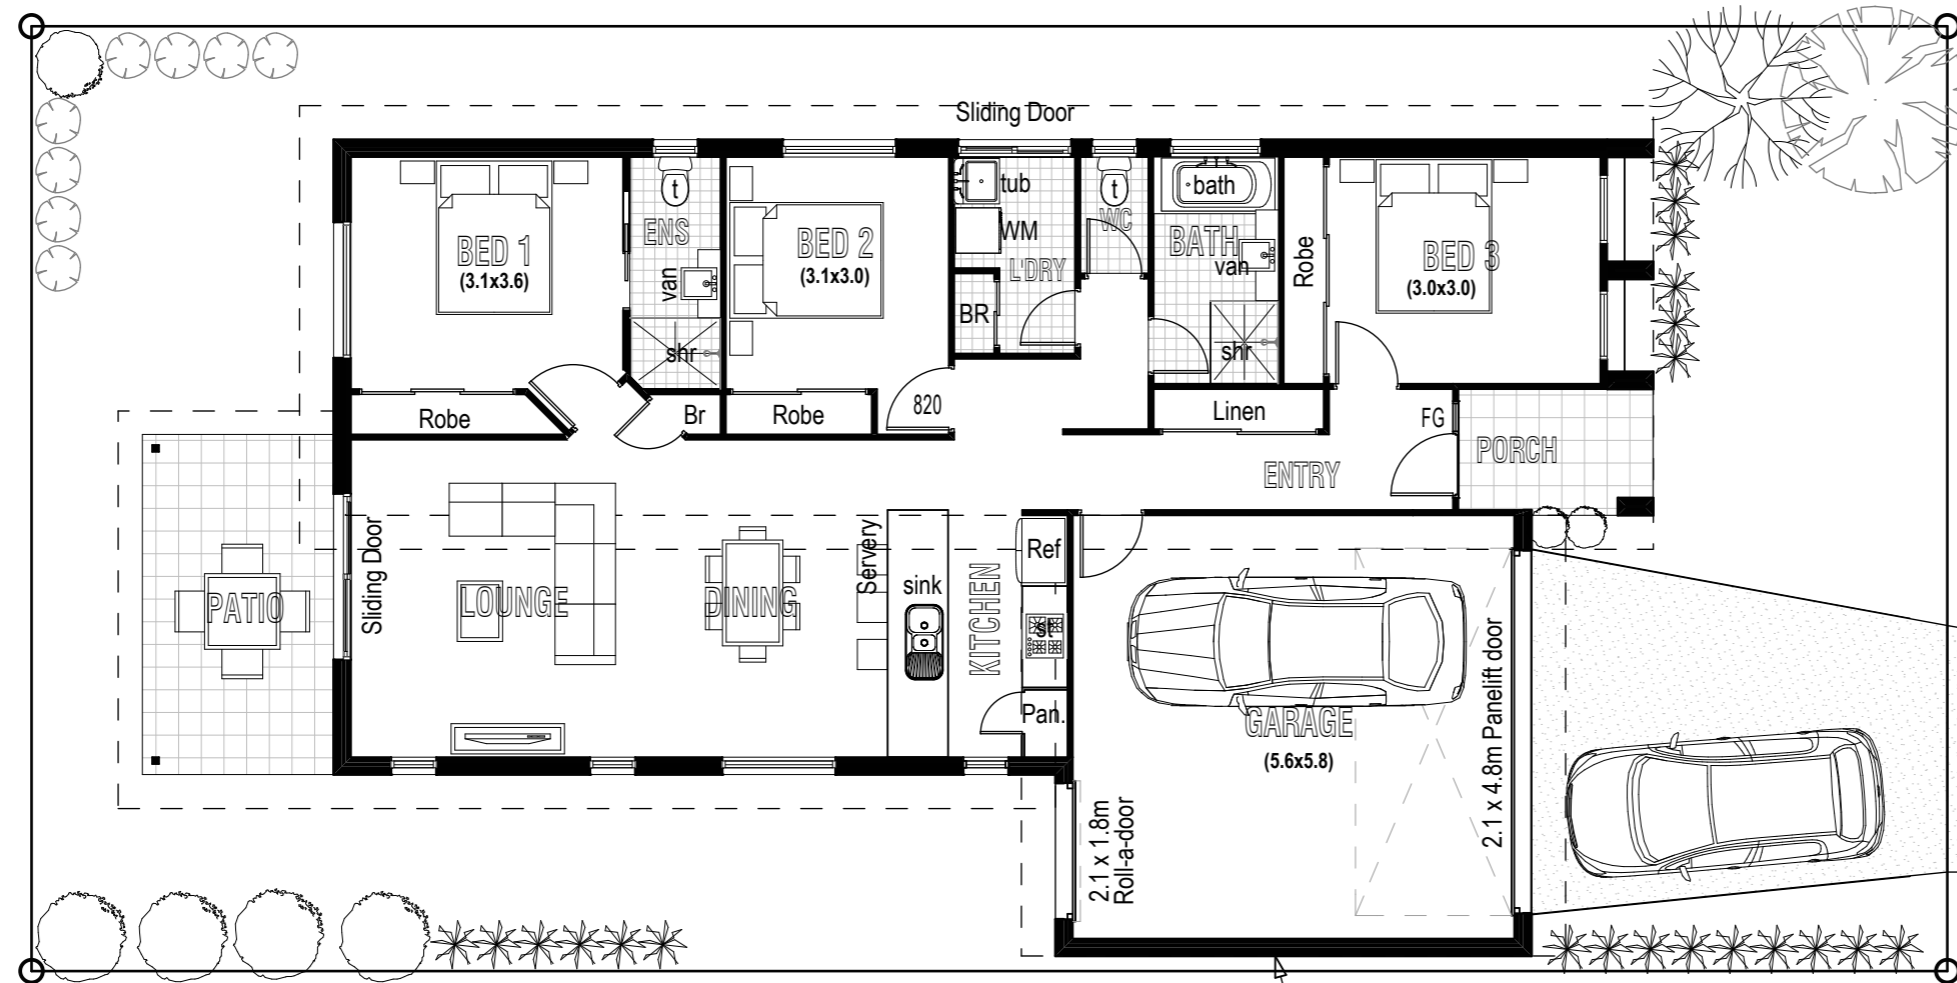 Sliding Door
BED 1
(3.1x3.6)
t
ENS
van
shr
BED 2
(3.1x3.0)
tub
WM
L'DRY
BR
t
WC
bath
BATH
van
shr
Robe
BED 3
(3.0x3.0)
Robe
Br
Robe
820
Linen
FG
PORCH
ENTRY
PATIO
Sliding Door
LOUNGE
DINING
Servery
sink
KITCHEN
Ref
st
Pan.
GARAGE
(5.6x5.8)
2.1 x 1.8m
Roll-a-door
2.1 x 4.8m Panelift door